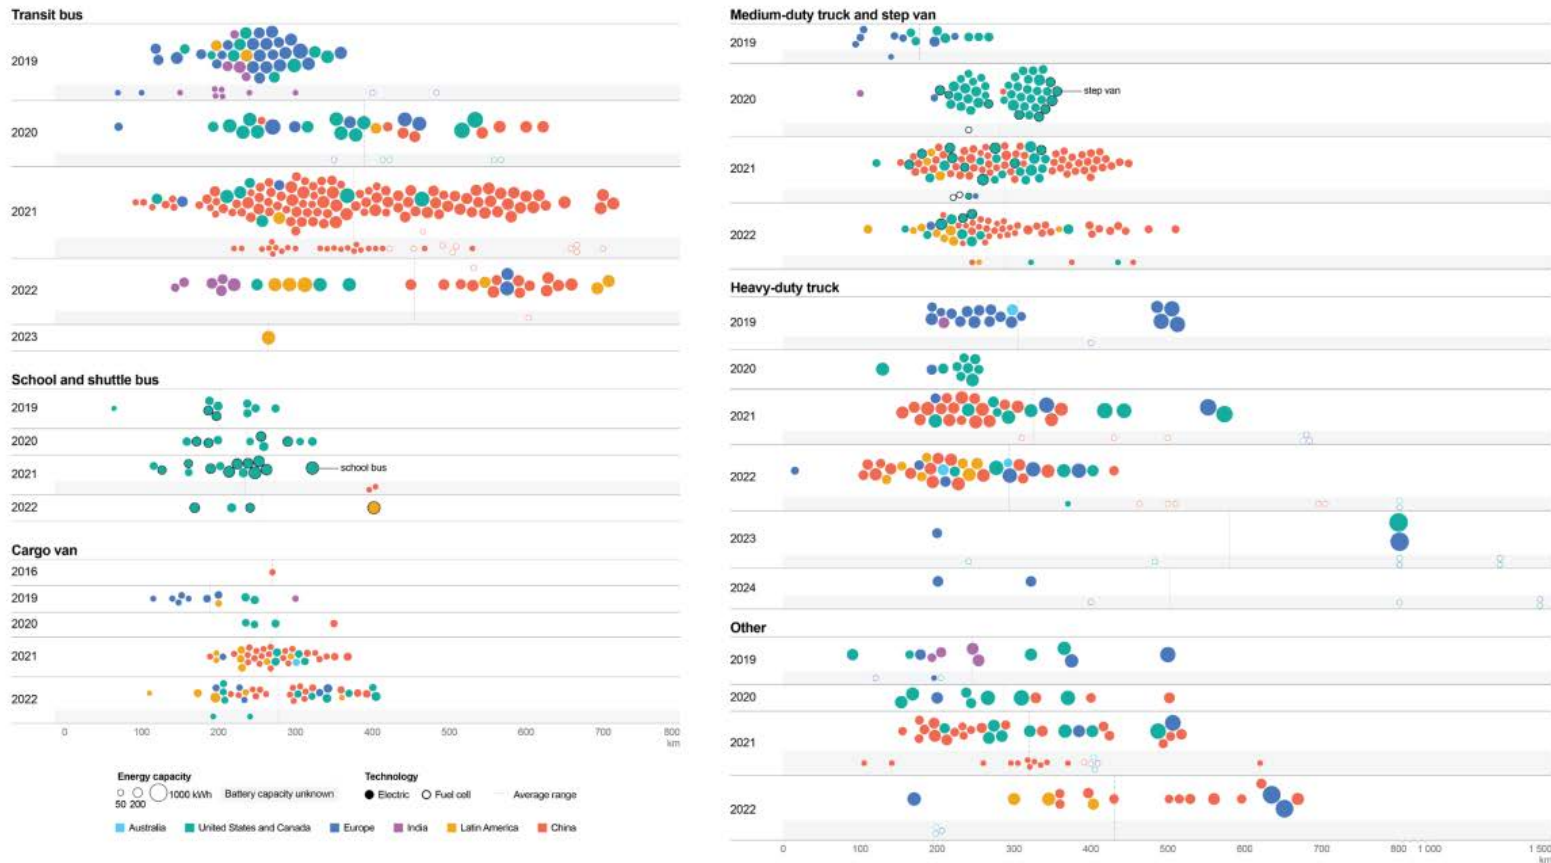 Transit bus
2019
2020
2021
2022
2023
School and shuttle bus
2019
2020
2021
school bus
2022
Cargo van
2016
2019
2020
2021
2022
0 100 200 300 400 500 600 700 800
km
Energy capacity
50 200 1000 kWh
Battery capacity unknown
Technology
Electric Fuel cell Average range
Australia United States and Canada Europe India Latin America China
Medium-duty truck and step van
2019
2020
step van
2021
2022
Heavy-duty truck
2019
2020
2021
2022
2023
2024
Other
2019
2020
2021
2022
0 100 200 300 400 500 600 700 800 1 000 1 500
km